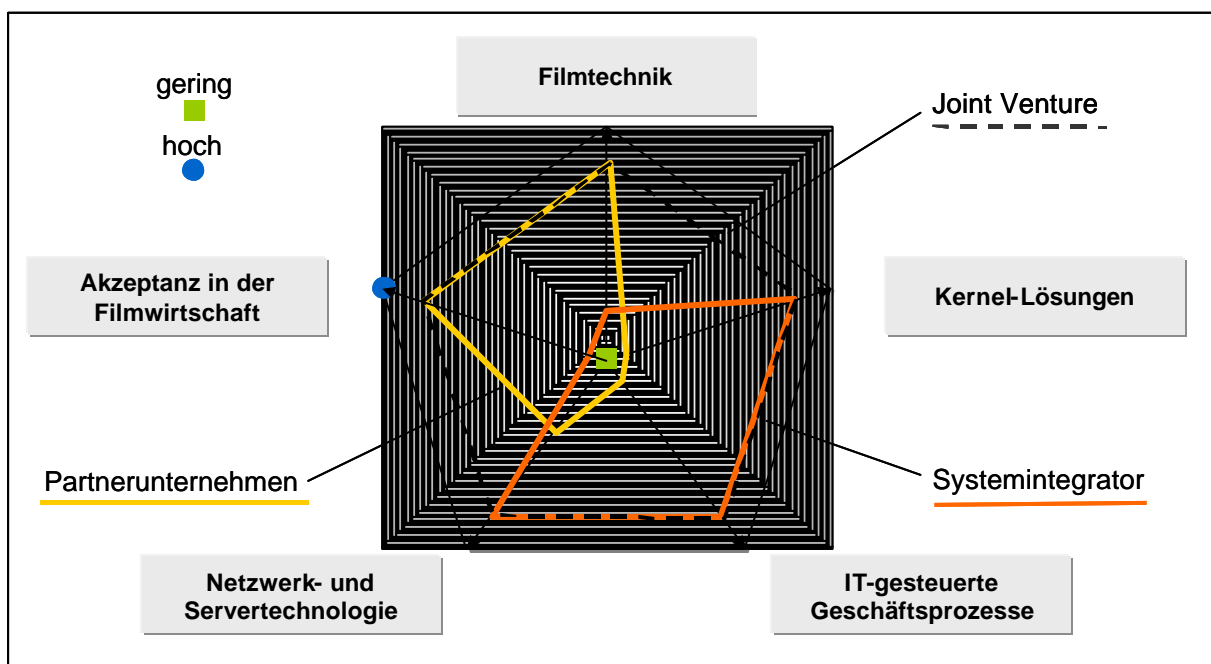 Filmtechnik
gering
hoch
Joint Venture
Akzeptanz in der
Filmwirtschaft
Kernel-Lösungen
Partnerunternehmen
Systemintegrator
Netzwerk- und
Servertechnologie
IT-gesteuerte
Geschäftsprozesse